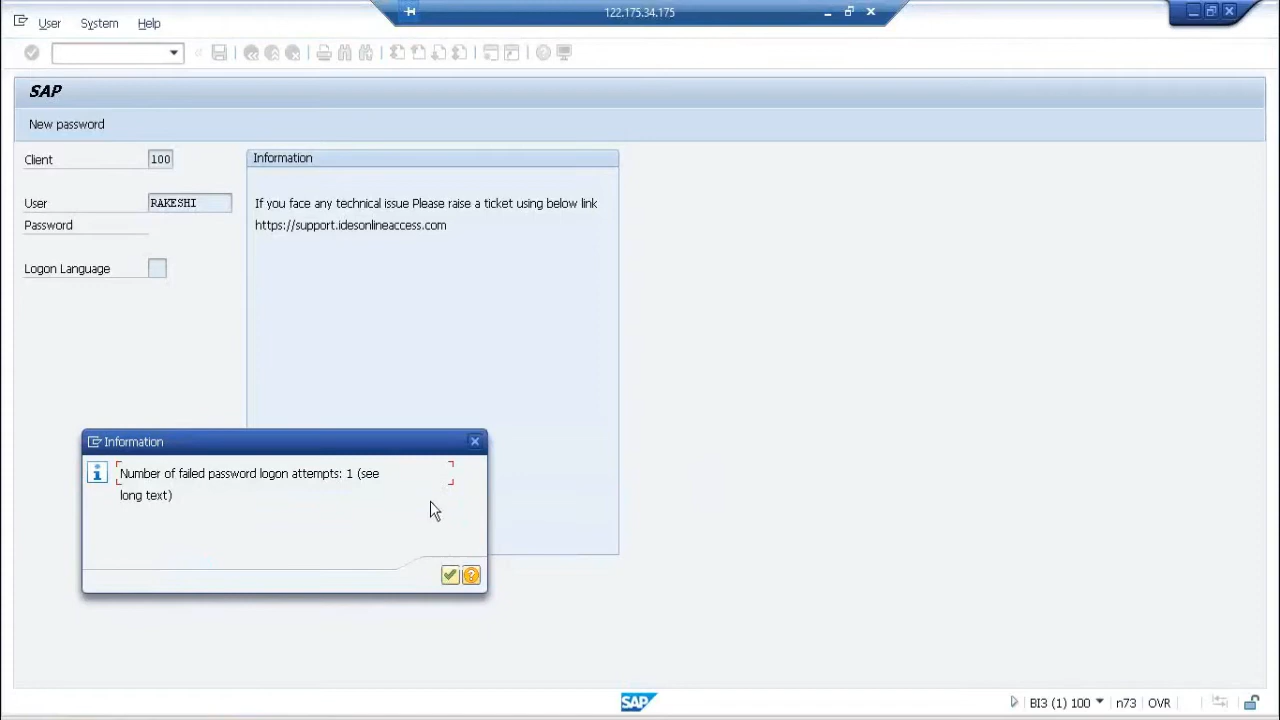 122.175.34.175
User System Help
SAP
New password
Client 100
User RAKESHI
Password
Logon Language
Information
If you face any technical issue Please raise a ticket using below link
https://support.idesonlineaccess.com
Information
Number of failed password logon attempts: 1 (see
long text)
SAP
BI3 (1) 100 n73 OVR